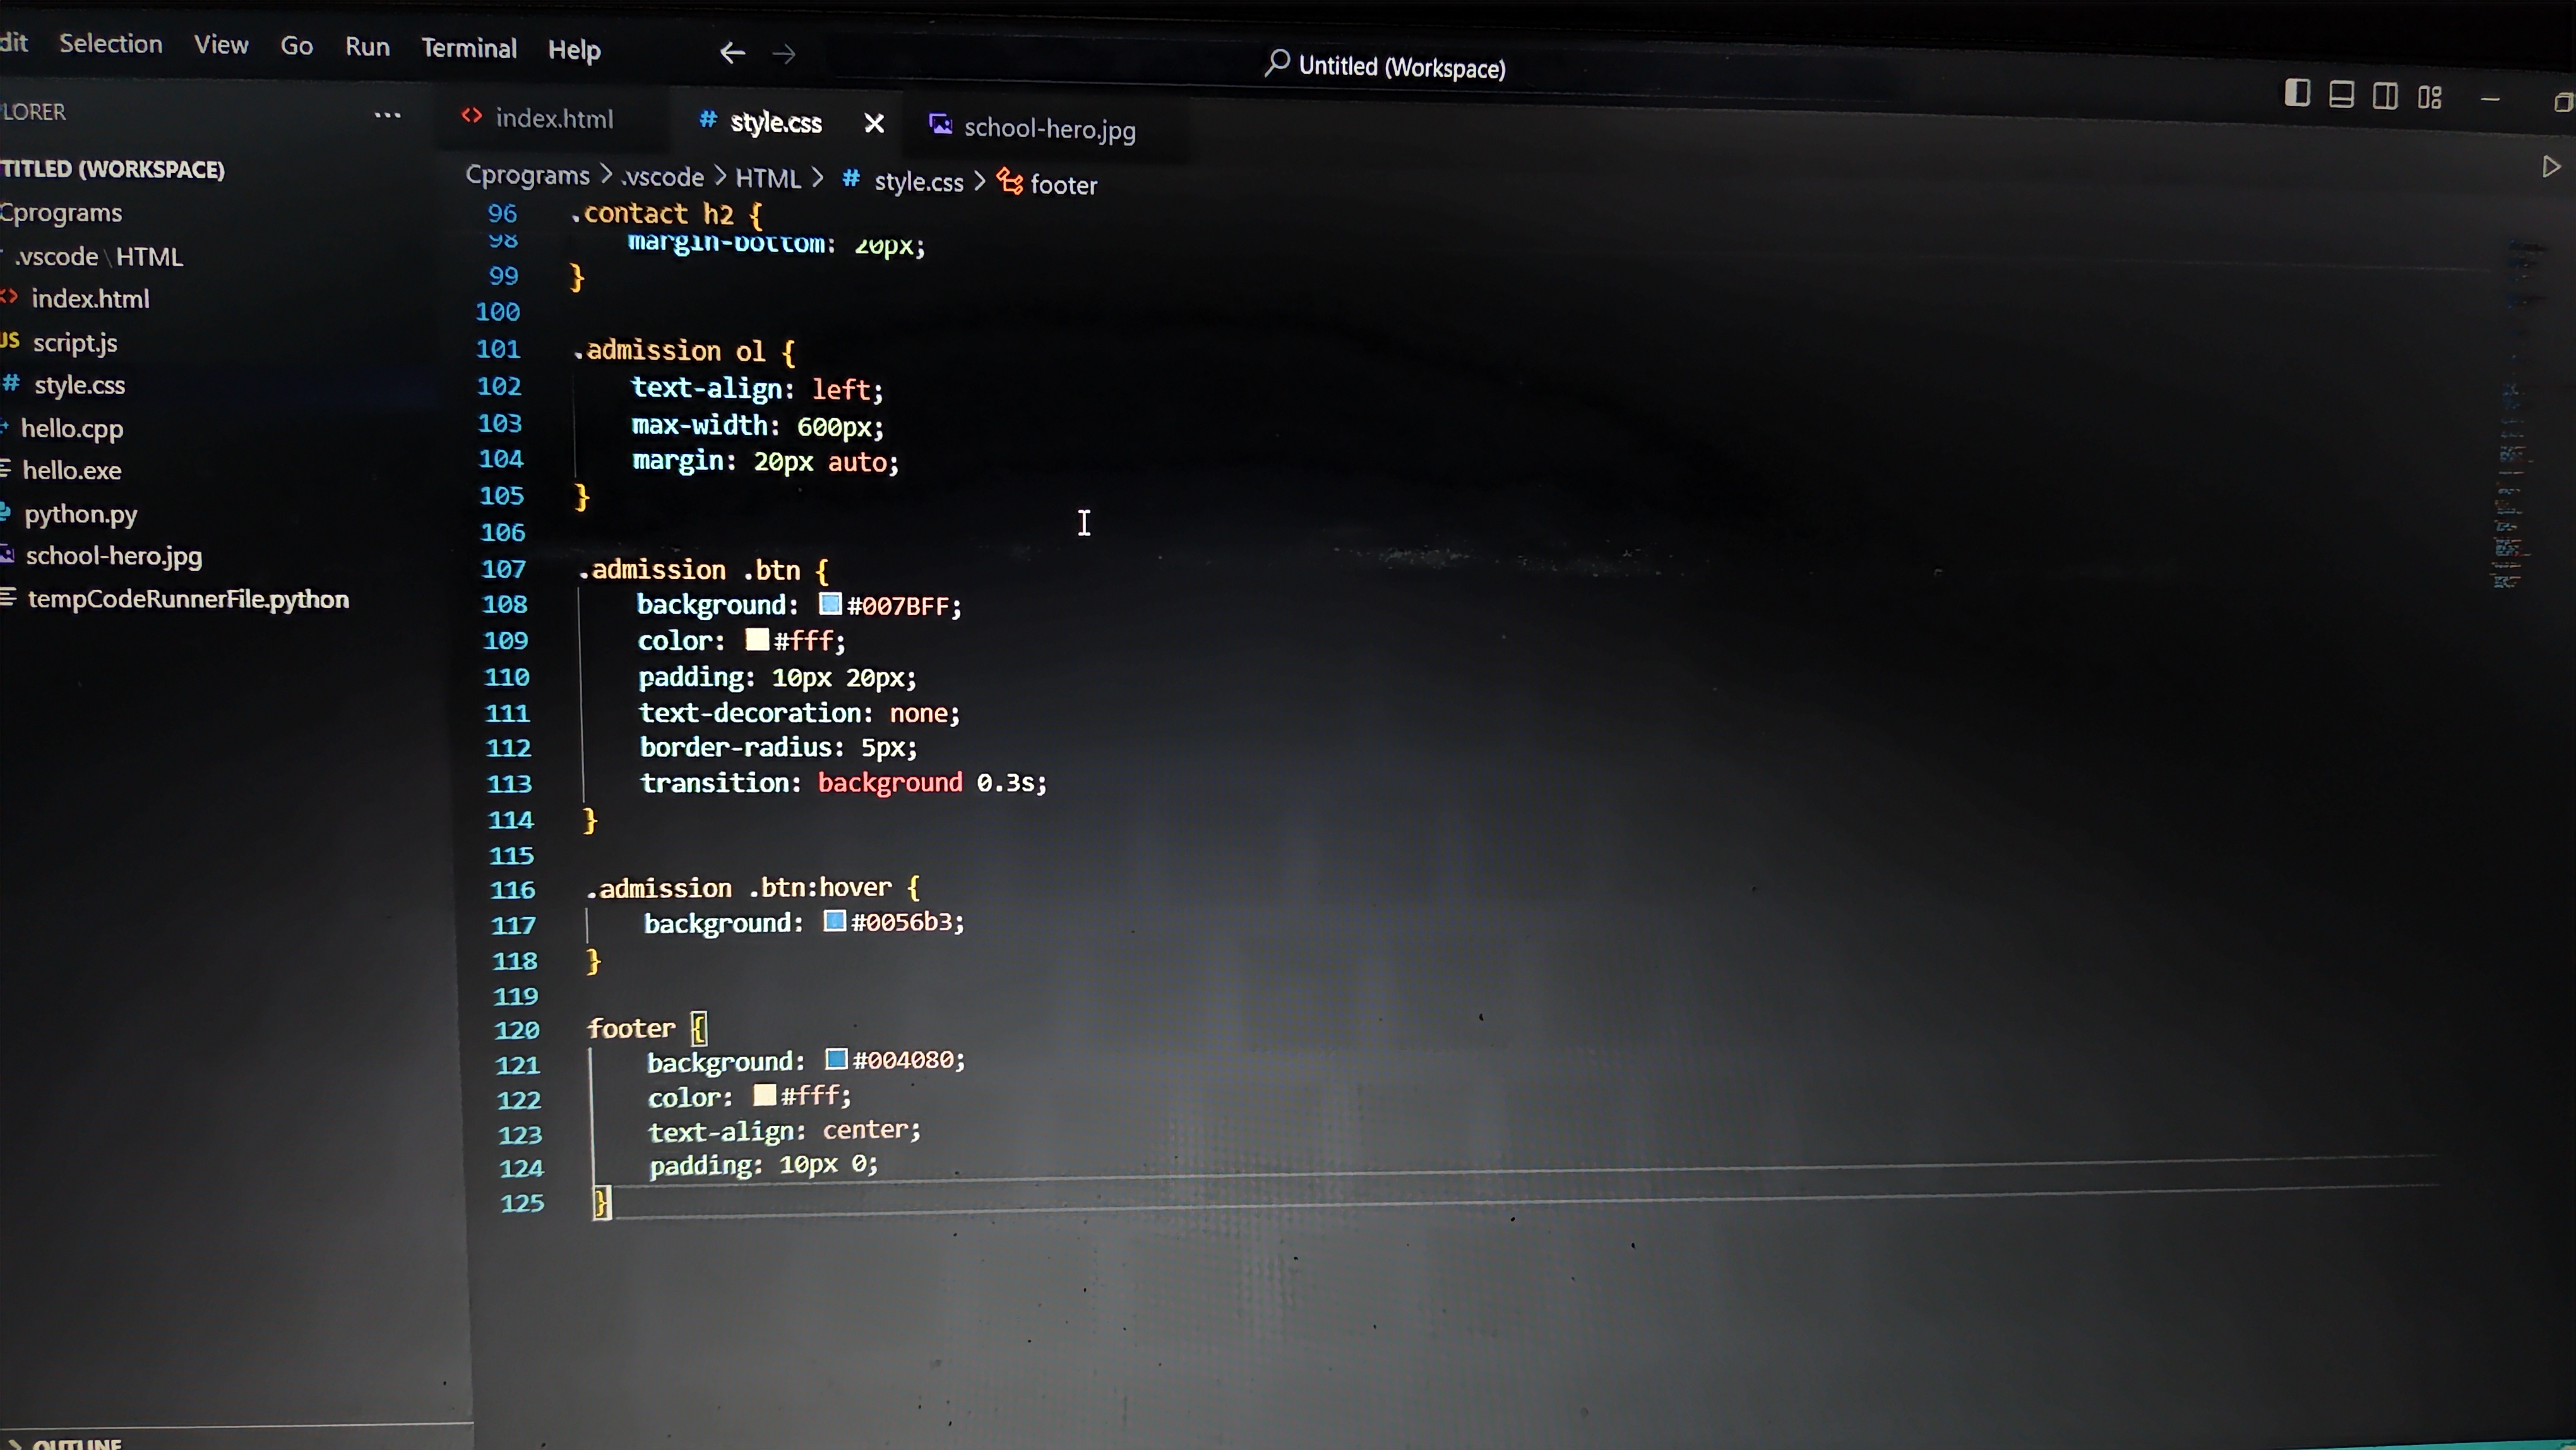 Selection View Go Run Terminal Help
Untitled (Workspace)
index.html style.css school-hero.jpg
Cprograms > .vscode > HTML > # style.css > footer
(WORKSPACE)
Cprograms
.vscode \ HTML
<> index.html
JS script.js
# style.css
hello.cpp
hello.exe
python.py
school-hero.jpg
tempCodeRunnerFile.python
OUTLINE
96 .contact h2 {
98 margin-bottom: 20px;
99 }
100
101 .admission ol {
102 text-align: left;
103 max-width: 600px;
104 margin: 20px auto;
105 }
106
107 .admission .btn {
108 background: #007BFF;
109 color: #fff;
110 padding: 10px 20px;
111 text-decoration: none;
112 border-radius: 5px;
113 transition: background 0.3s;
114 }
115
116 .admission .btn:hover {
117 background: #0056b3;
118 }
119
120 footer {
121 background: #004080;
122 color: #fff;
123 text-align: center;
124 padding: 10px 0;
125 }